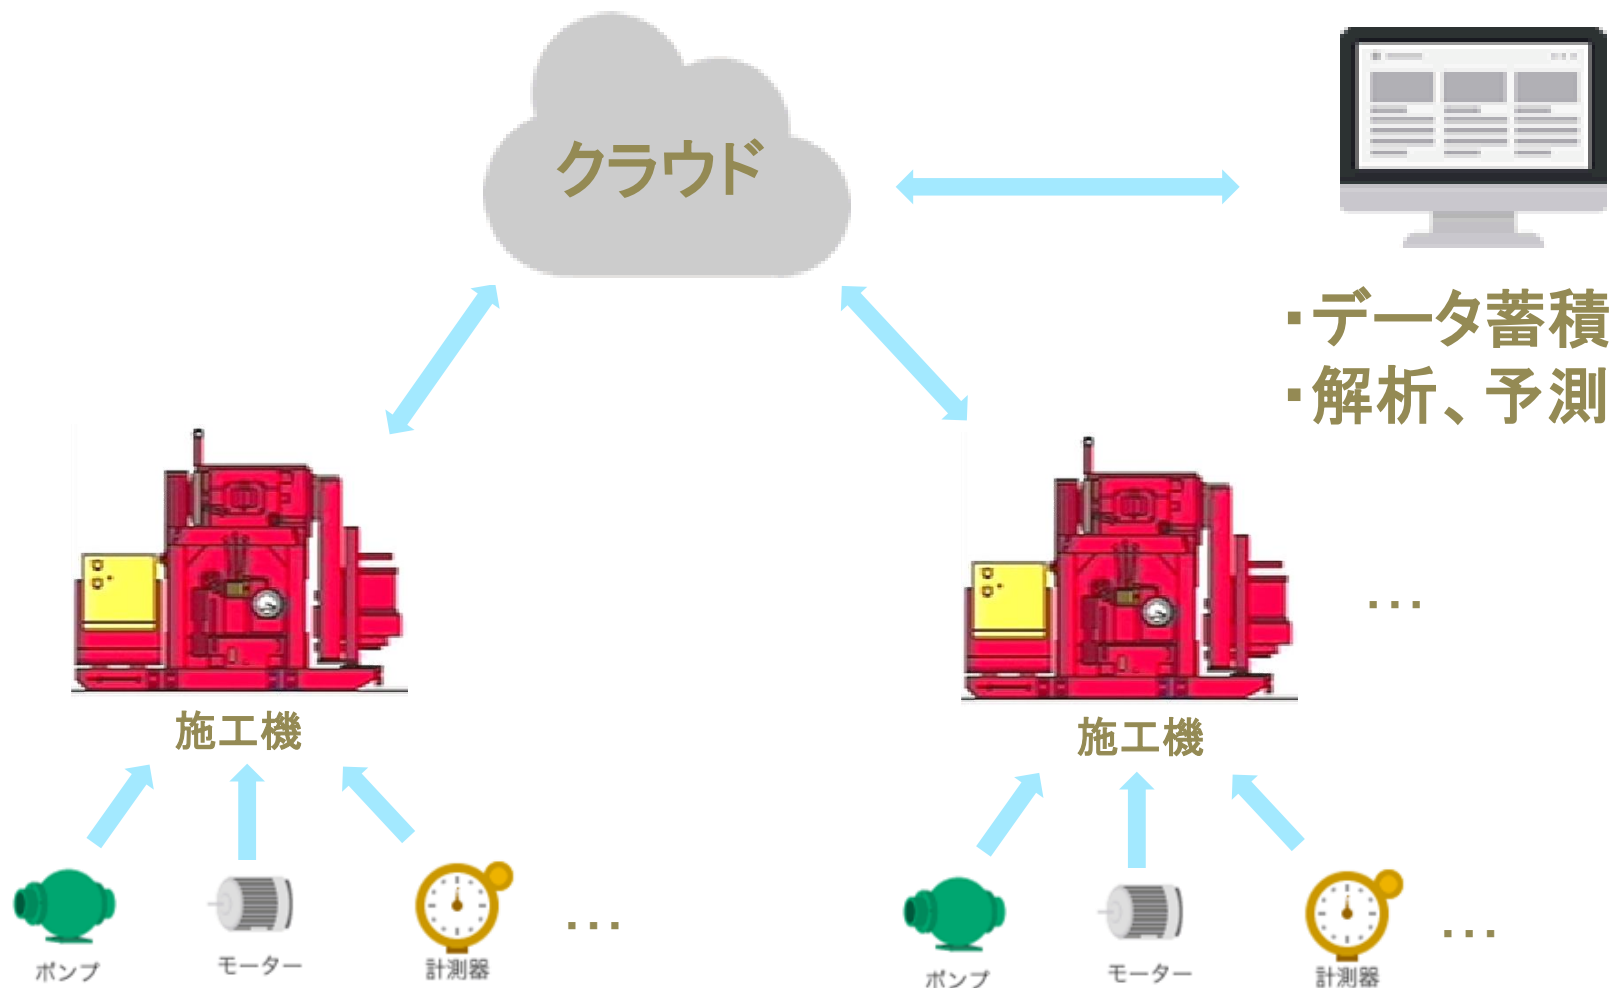 クラウド
・データ蓄積
・解析、予測
…
施工機
施工機
ポンプ
モーター
計測器
…
ポンプ
モーター
計測器
…